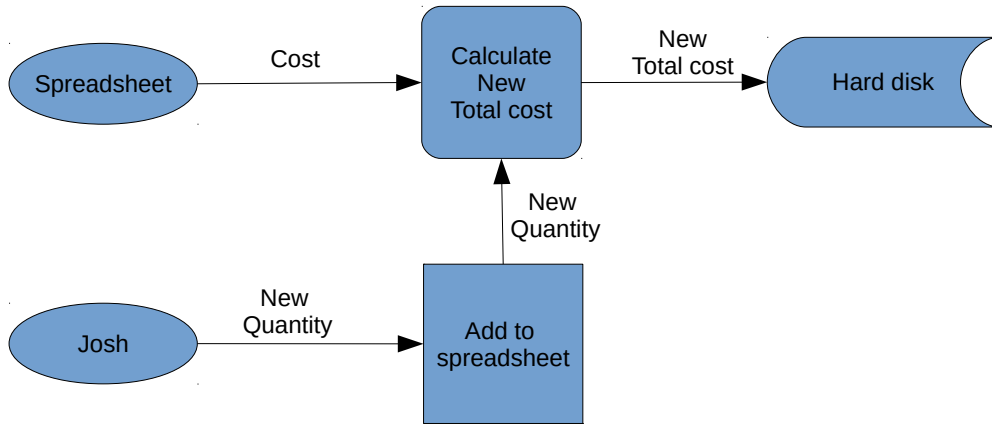 Spreadsheet
Cost
Calculate
New
Total cost
New
Total cost
Hard disk
New
Quantity
Josh
New
Quantity
Add to
spreadsheet